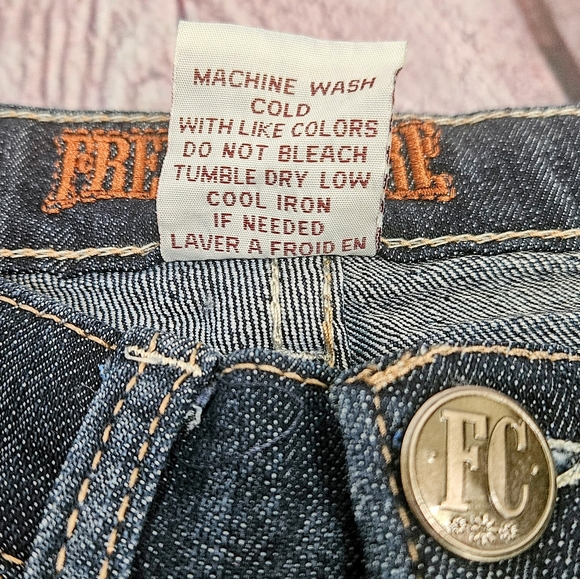 MACHINE WASH
COLD
WITH LIKE COLORS
DO NOT BLEACH
TUMBLE DRY LOW
COOL IRON
IF NEEDED
LAVER A FROID EN
FC